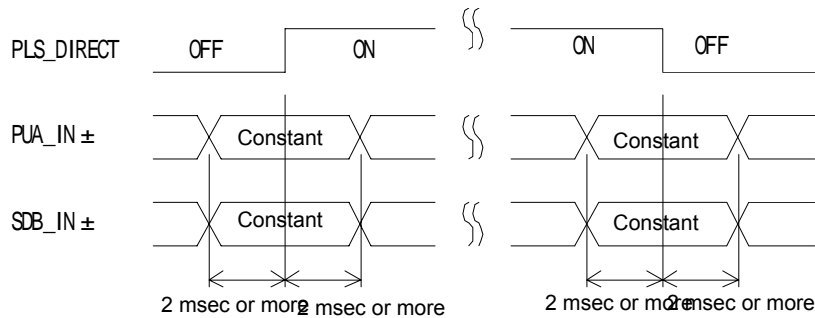 PLS_DIRECT OFF ON ON OFF
PUA_IN ± Constant Constant
SDB_IN ± Constant Constant
2 msec or more 2 msec or more 2 msec or more 2 msec or more